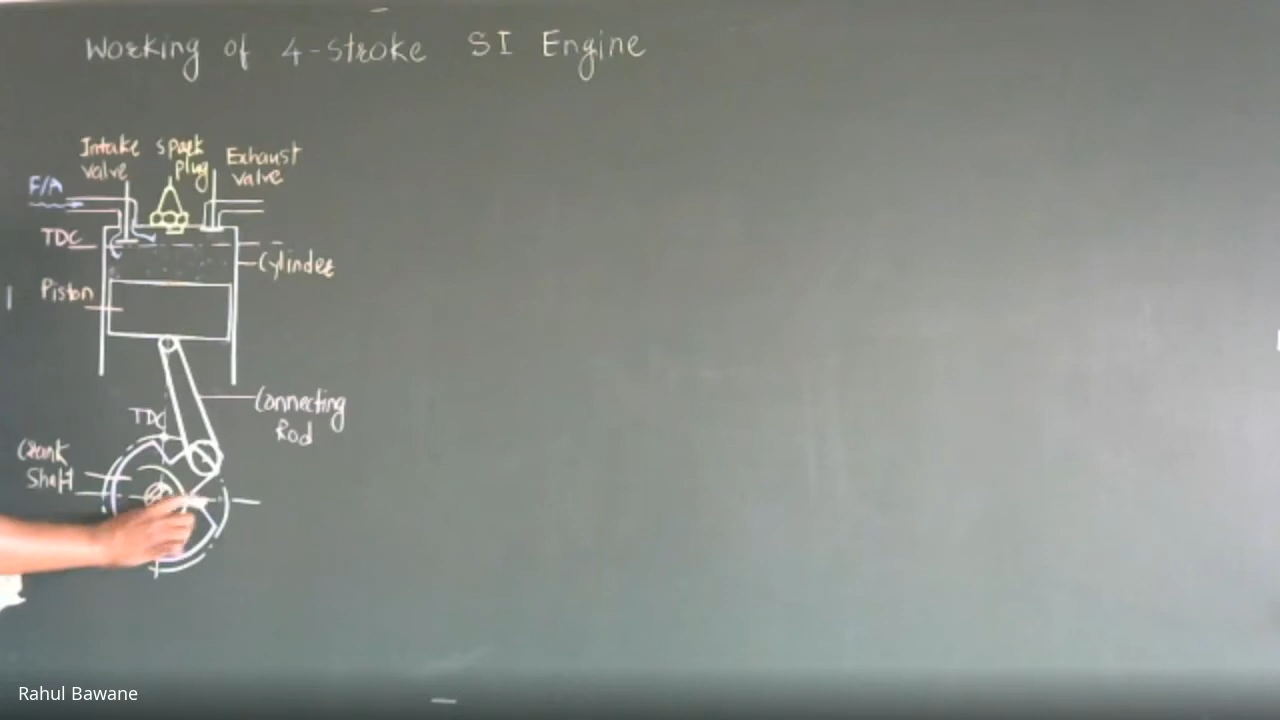 Working of 4-stroke SI Engine
Intake valve
spark plug
Exhaust valve
F/A
TDC
Cylinder
Piston
Connecting Rod
TDC
Crank Shaft
Rahul Bawane